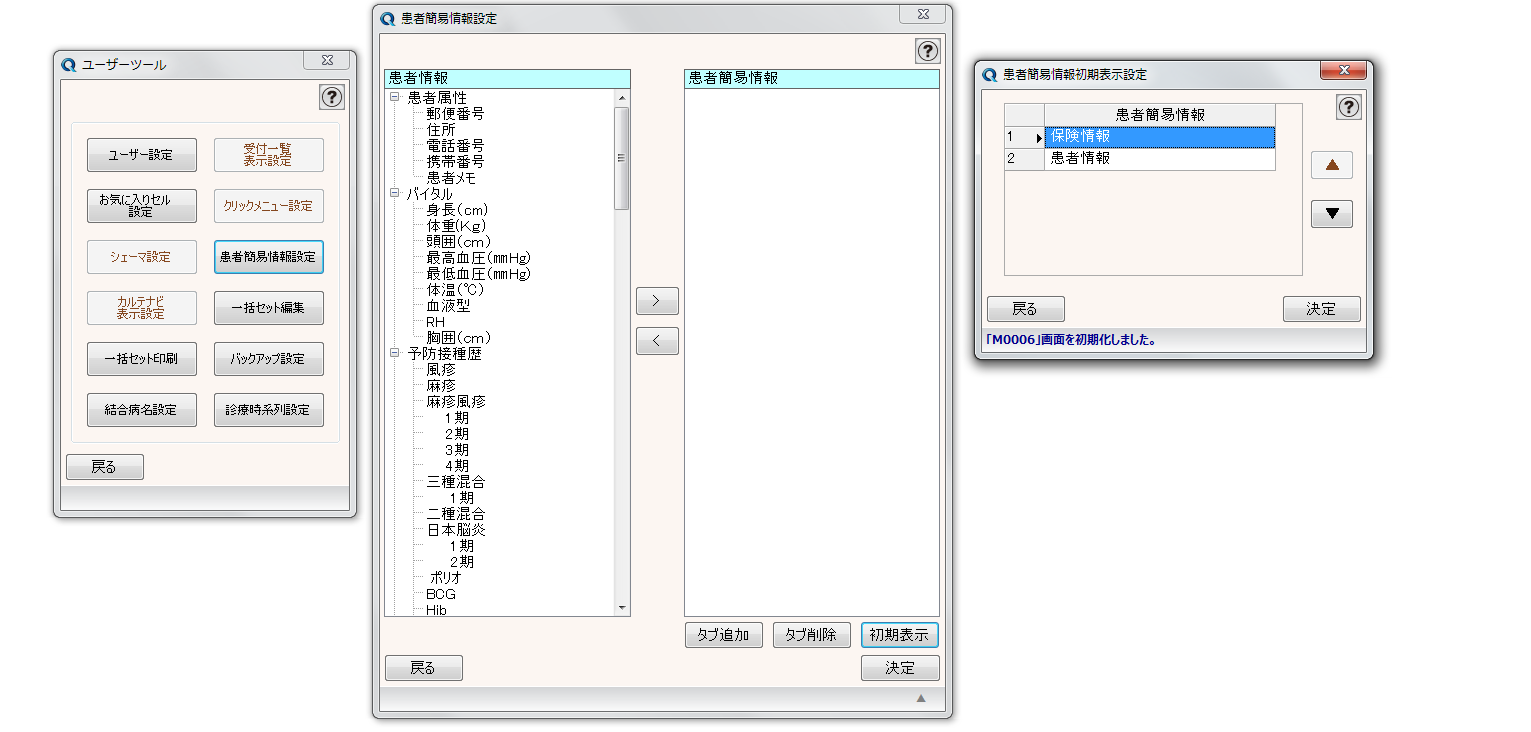 ユーザーツール
?
ユーザー設定
受付一覧
表示設定
お気に入りセル
設定
クリックメニュー設定
シェーマ設定
患者簡易情報設定
カルテナビ
表示設定
一括セット編集
一括セット印刷
バックアップ設定
結合病名設定
診療時系列設定
戻る
患者簡易情報設定
?
患者情報
患者属性
郵便番号
住所
電話番号
携帯番号
患者メモ
バイタル
身長(cm)
体重(Kg)
頭囲(cm)
最高血圧(mmHg)
最低血圧(mmHg)
体温(℃)
血液型
RH
胸囲(cm)
予防接種歴
風疹
麻疹
麻疹風疹
1期
2期
3期
4期
三種混合
1期
二種混合
日本脳炎
1期
2期
ポリオ
BCG
Hib
>
<
患者簡易情報
タブ追加
タブ削除
初期表示
戻る
決定
患者簡易情報初期表示設定
?
患者簡易情報
1 保険情報
2 患者情報
戻る
決定
「M0006」画面を初期化しました。